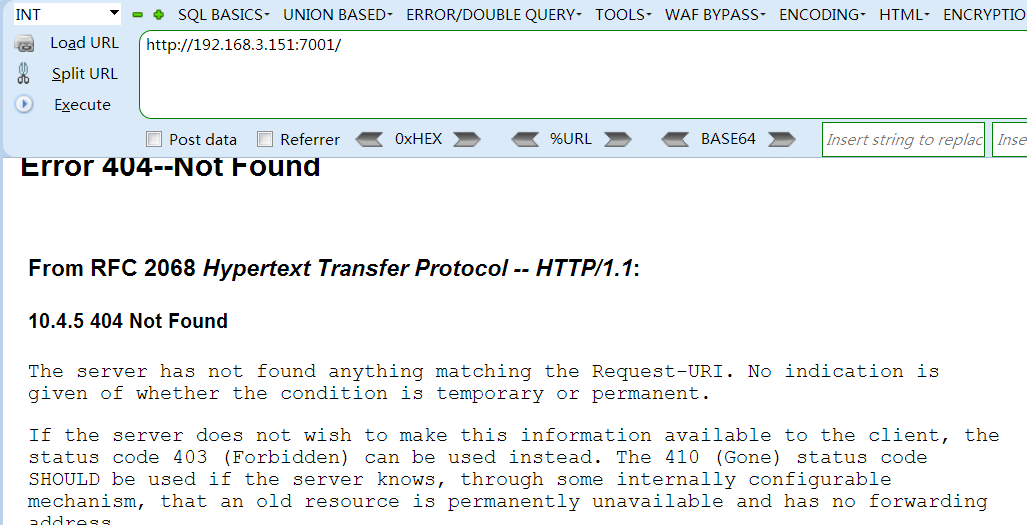 INT SQL BASICS UNION BASED ERROR/DOUBLE QUERY TOOLS WAF BYPASS ENCODING HTML ENCRYPTIO
Load URL http://192.168.3.151:7001/
Split URL
Execute
Post data Referrer 0xHEX %URL BASE64 Insert string to replac Inse
Error 404--Not Found
From RFC 2068 Hypertext Transfer Protocol -- HTTP/1.1:
10.4.5 404 Not Found
The server has not found anything matching the Request-URI. No indication is
given of whether the condition is temporary or permanent.
If the server does not wish to make this information available to the client, the
status code 403 (Forbidden) can be used instead. The 410 (Gone) status code
SHOULD be used if the server knows, through some internally configurable
mechanism, that an old resource is permanently unavailable and has no forwarding
address.